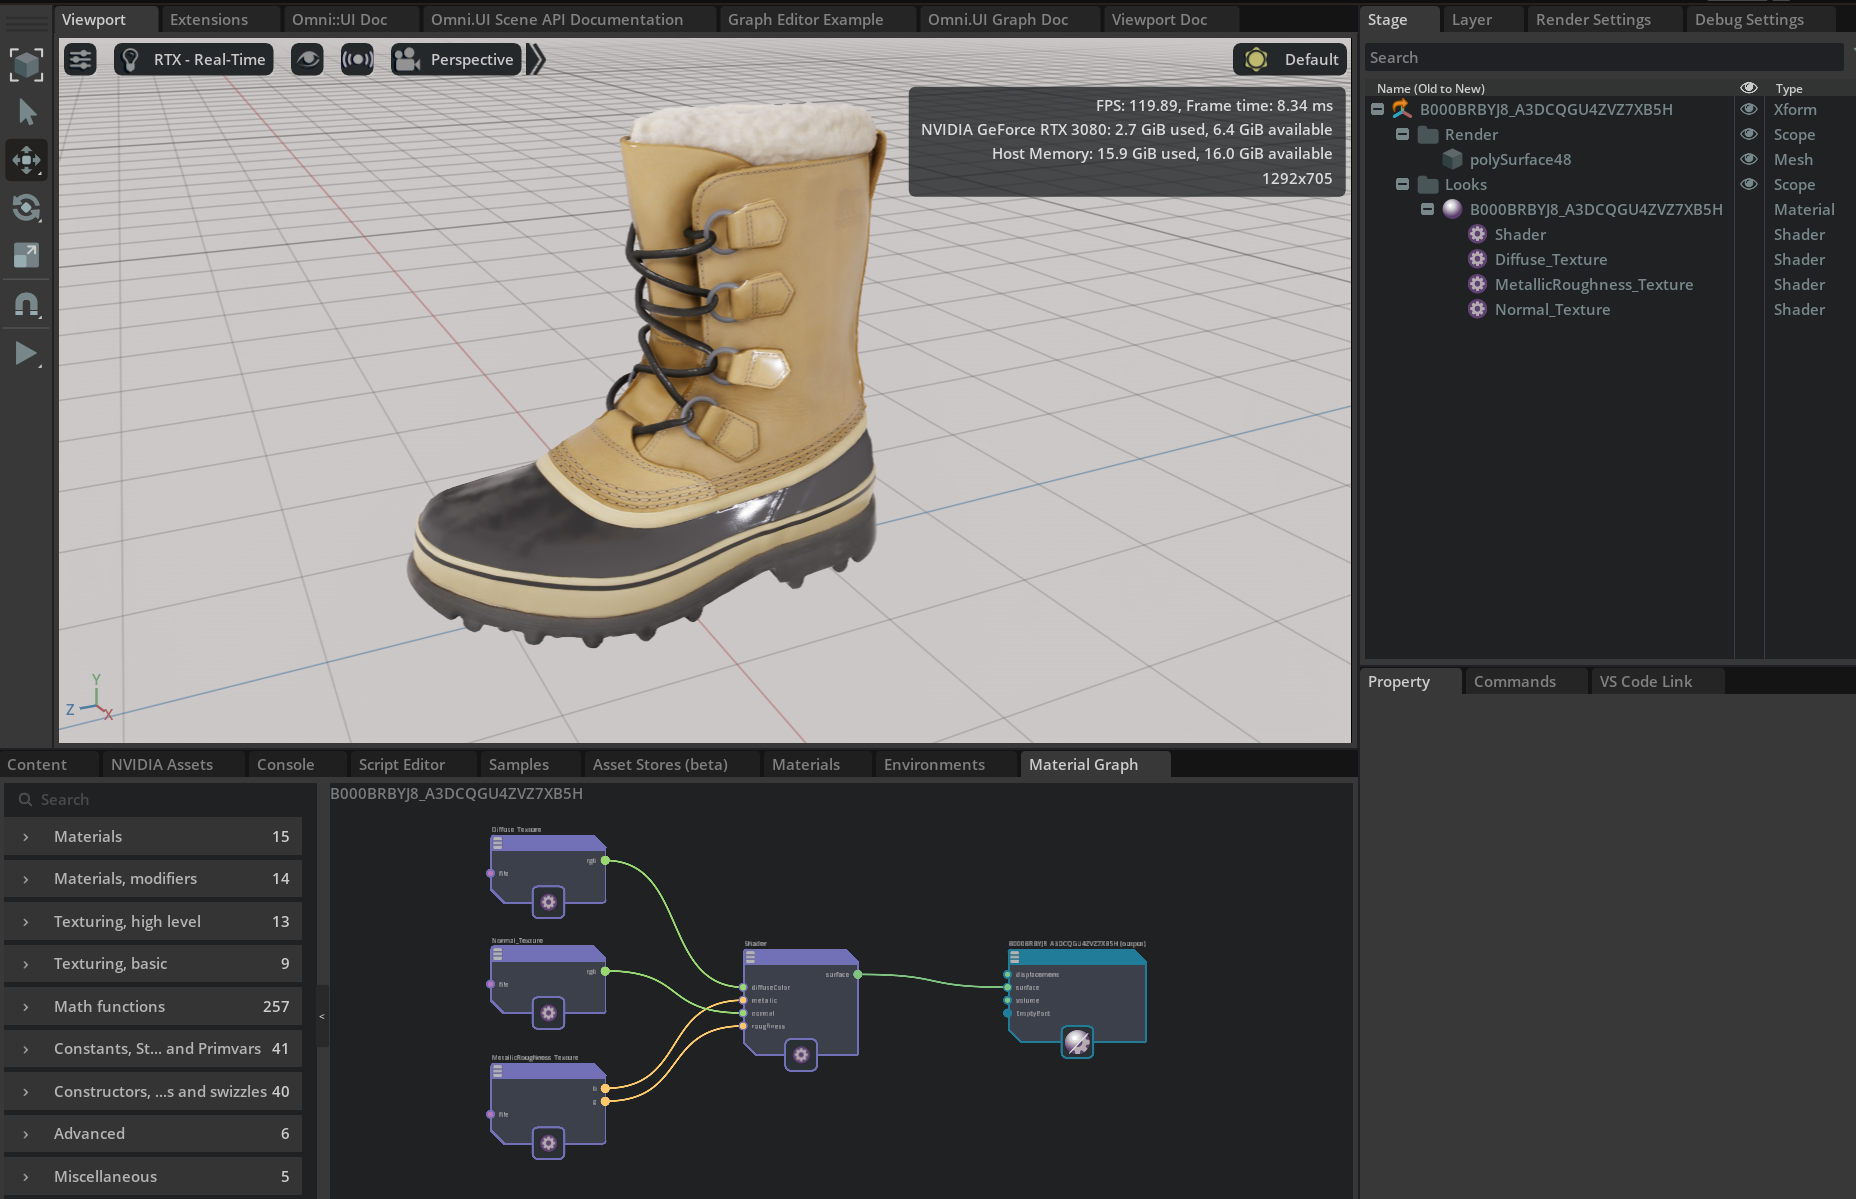 Viewport
Extensions
Omni::UI Doc
Omni.UI Scene API Documentation
Graph Editor Example
Omni.UI Graph Doc
Viewport Doc
RTX - Real-Time
Perspective
Default
FPS: 119.89, Frame time: 8.34 ms
NVIDIA GeForce RTX 3080: 2.7 GiB used, 6.4 GiB available
Host Memory: 15.9 GiB used, 16.0 GiB available
1292x705
Y
Z
X
Stage
Layer
Render Settings
Debug Settings
Search
Name (Old to New) Type
B000BRBYJ8_A3DCQGU4ZVZ7XB5H Xform
Render Scope
polySurface48 Mesh
Looks Scope
B000BRBYJ8_A3DCQGU4ZVZ7XB5H Material
Shader Shader
Diffuse_Texture Shader
MetallicRoughness_Texture Shader
Normal_Texture Shader
Property
Commands
VS Code Link
Content
NVIDIA Assets
Console
Script Editor
Samples
Asset Stores (beta)
Materials
Environments
Material Graph
Search
Materials 15
Materials, modifiers 14
Texturing, high level 13
Texturing, basic 9
Math functions 257
Constants, St... and Primvars 41
Constructors, ...s and swizzles 40
Advanced 6
Miscellaneous 5
<
B000BRBYJ8_A3DCQGU4ZVZ7XB5H
Diffuse_Texture
rgb
file
Normal_Texture
rgb
file
MetallicRoughness_Texture
b
g
file
Shader
surface
diffuseColor
metallic
normal
roughness
B000BRBYJ8_A3DCQGU4ZVZ7XB5H (output)
displacement
surface
volume
EmptyPort